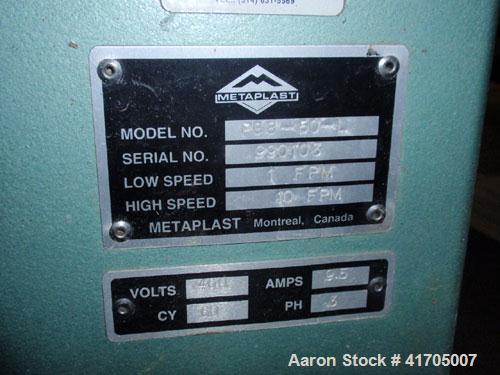 METAPLAST
MODEL NO.
SERIAL NO. 990103
LOW SPEED 1 FPM
HIGH SPEED 10 FPM
METAPLAST Montreal, Canada
VOLTS AMPS 9.5
CY 60 PH 3
Aaron Stock # 41705007